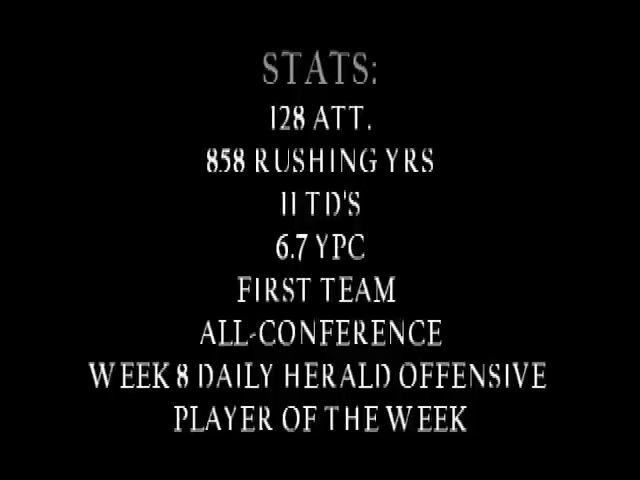 STATS:
128 ATT.
858 RUSHING YRS
11 TD'S
6.7 YPC
FIRST TEAM
ALL-CONFERENCE
WEEK 8 DAILY HERALD OFFENSIVE
PLAYER OF THE WEEK